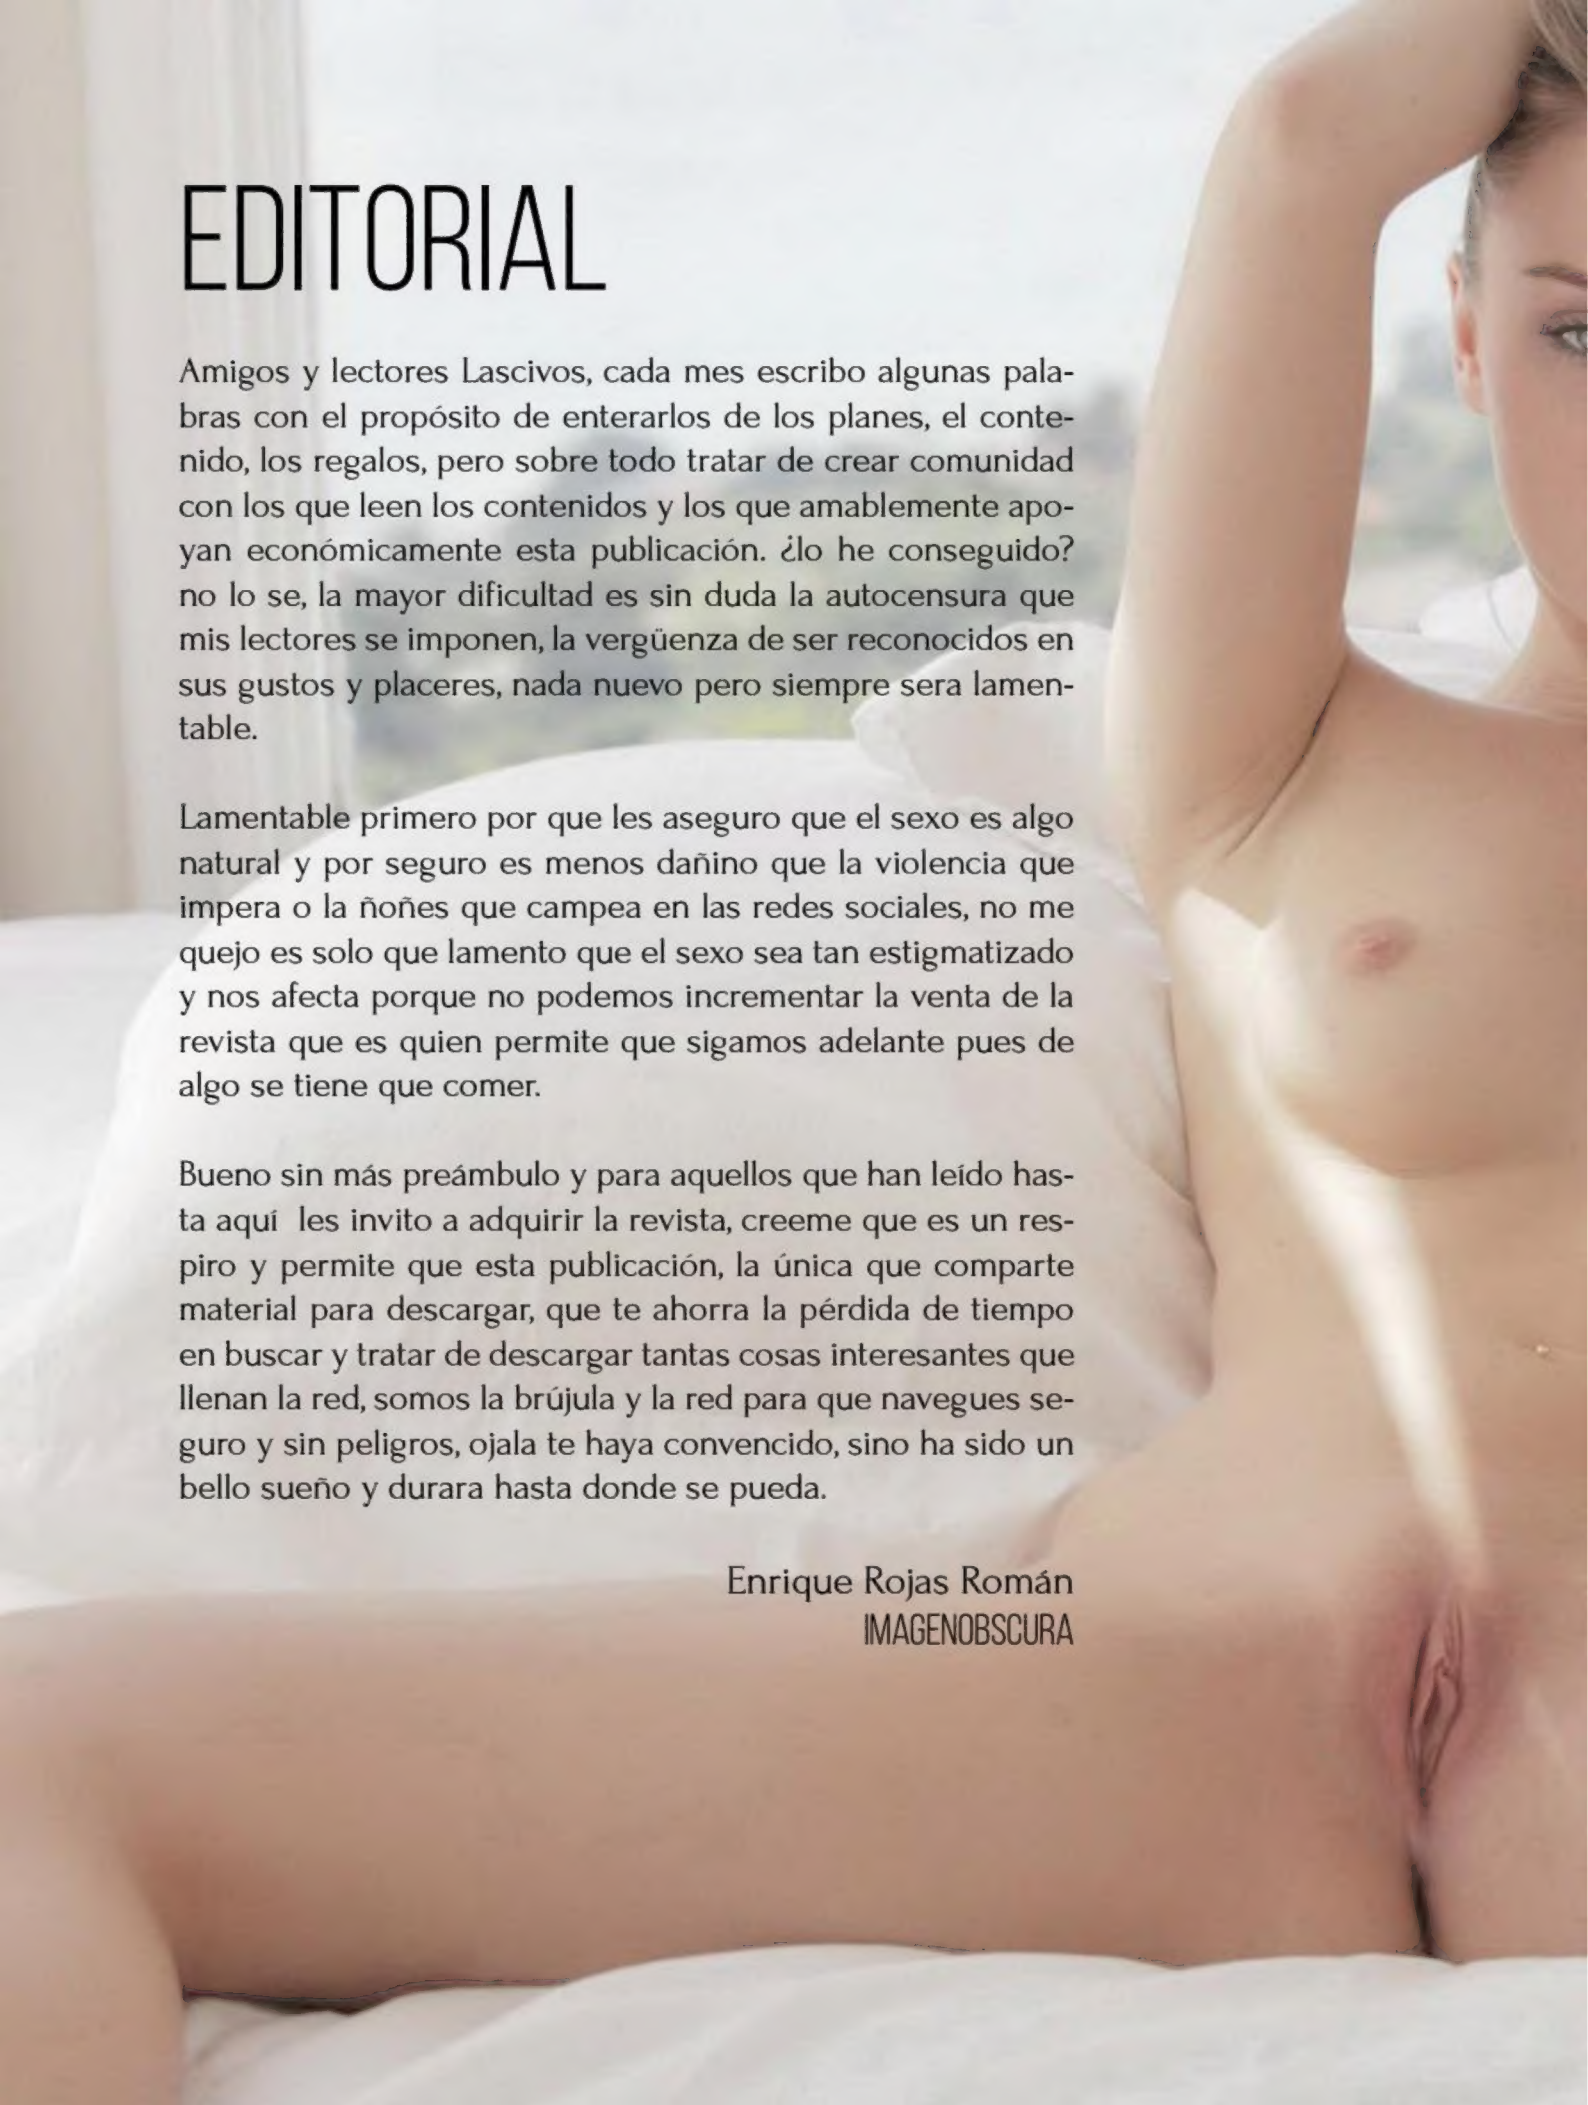 EDITORIAL
Amigos y lectores Lascivos, cada mes escribo algunas pala-
bras con el propósito de enterarlos de los planes, el conte-
nido, los regalos, pero sobre todo tratar de crear comunidad
con los que leen los contenidos y los que amablemente apo-
yan económicamente esta publicación. ¿lo he conseguido?
no lo se, la mayor dificultad es sin duda la autocensura que
mis lectores se imponen, la vergüenza de ser reconocidos en
sus gustos y placeres, nada nuevo pero siempre sera lamen-
table.
Lamentable primero por que les aseguro que el sexo es algo
natural y por seguro es menos dañino que la violencia que
impera o la ñoñes que campea en las redes sociales, no me
quejo es solo que lamento que el sexo sea tan estigmatizado
y nos afecta porque no podemos incrementar la venta de la
revista que es quien permite que sigamos adelante pues de
algo se tiene que comer.
Bueno sin más preámbulo y para aquellos que han leído has-
ta aquí les invito a adquirir la revista, creeme que es un res-
piro y permite que esta publicación, la única que comparte
material para descargar, que te ahorra la pérdida de tiempo
en buscar y tratar de descargar tantas cosas interesantes que
llenan la red, somos la brújula y la red para que navegues se-
guro y sin peligros, ojala te haya convencido, sino ha sido un
bello sueño y durara hasta donde se pueda.
Enrique Rojas Román
IMAGENOBSCURA